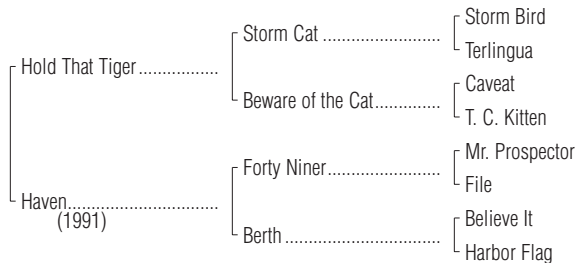 Storm Bird
Storm Cat ........................
Terlingua
Hold That Tiger................
Caveat
Beware of the Cat.............
T. C. Kitten
Mr. Prospector
Forty Niner.......................
File
Haven..............................
(1991)
Believe It
Berth ...............................
Harbor Flag